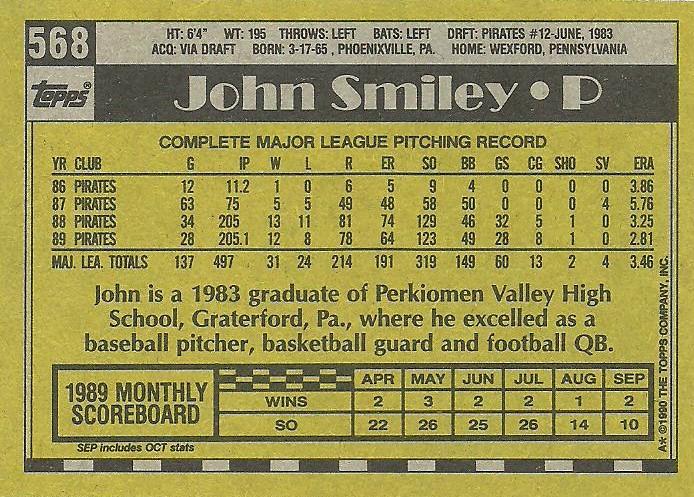 568
HT: 6'4" WT: 195 THROWS: LEFT BATS: LEFT DRFT: PIRATES #12-JUNE, 1983
ACQ: VIA DRAFT BORN: 3-17-65, PHOENIXVILLE, PA. HOME: WEXFORD, PENNSYLVANIA
TOPPS®
John Smiley • P
COMPLETE MAJOR LEAGUE PITCHING RECORD
YR CLUB G IP W L R ER SO BB GS CG SHO SV ERA
86 PIRATES 12 11.2 1 0 6 5 9 4 0 0 0 0 3.86
87 PIRATES 63 75 5 5 49 48 58 50 0 0 0 4 5.76
88 PIRATES 34 205 13 11 81 74 129 46 32 5 1 0 3.25
89 PIRATES 28 205.1 12 8 78 64 123 49 28 8 1 0 2.81
MAJ. LEA. TOTALS 137 497 31 24 214 191 319 149 60 13 2 4 3.46
John is a 1983 graduate of Perkiomen Valley High
School, Graterford, Pa., where he excelled as a
baseball pitcher, basketball guard and football QB.
1989 MONTHLY
SCOREBOARD
APR MAY JUN JUL AUG SEP
WINS 2 3 2 2 1 2
SO 22 26 25 26 14 10
SEP includes OCT stats
A* ©1990 THE TOPPS COMPANY, INC.